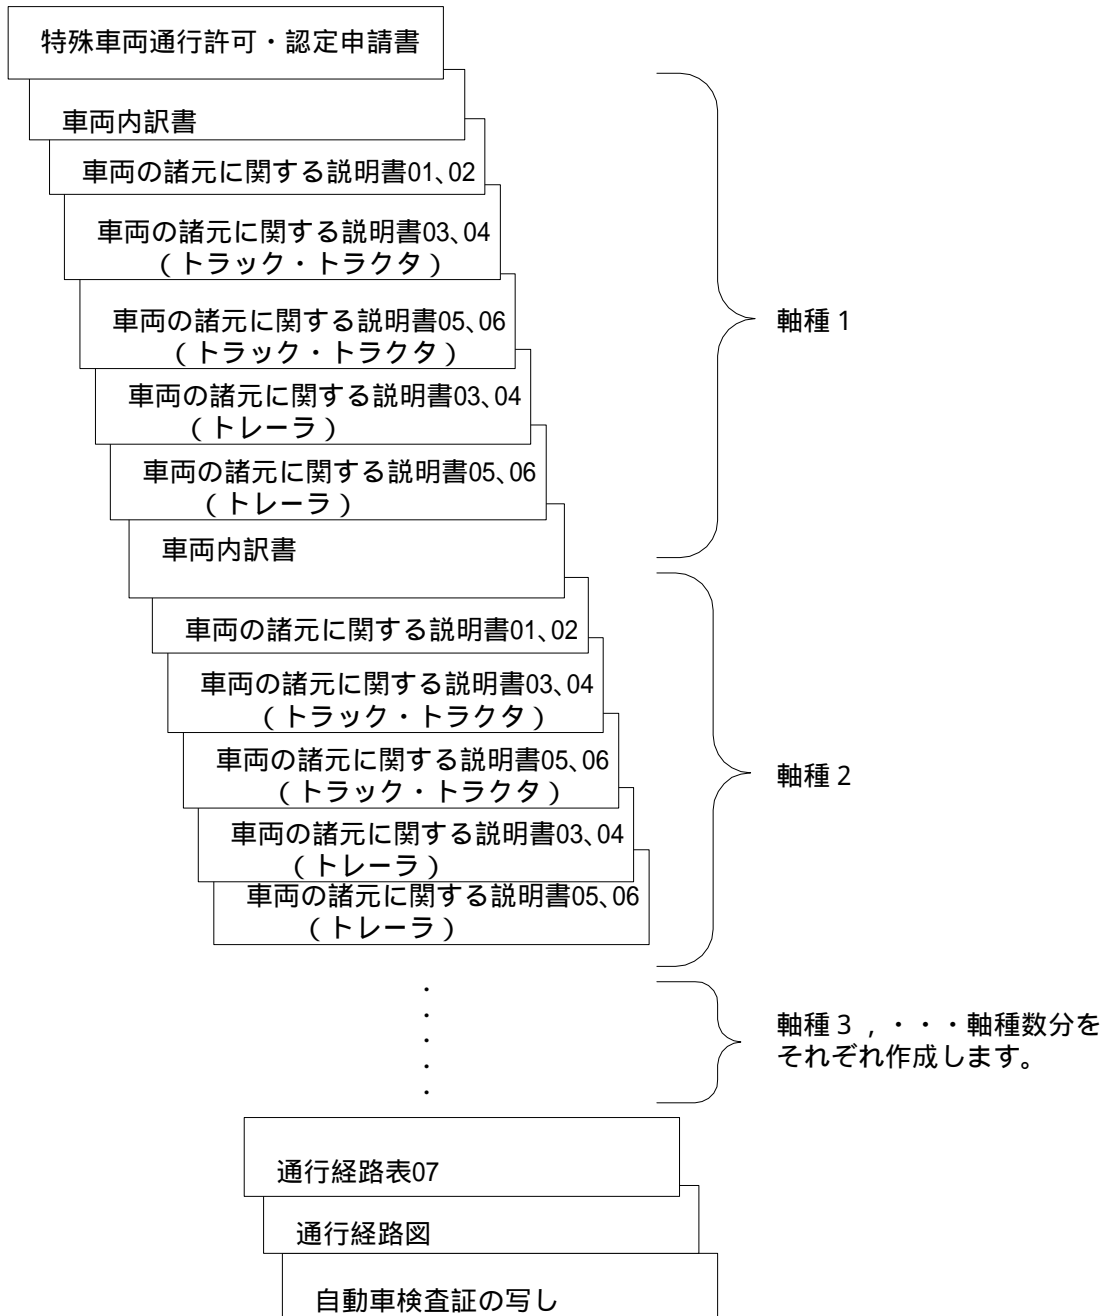 特殊車両通行許可・認定申請書
車両内訳書
車両の諸元に関する説明書01、02
車両の諸元に関する説明書03、04
（トラック・トラクタ）
車両の諸元に関する説明書05、06
（トラック・トラクタ）
車両の諸元に関する説明書03、04
（トレーラ）
車両の諸元に関する説明書05、06
（トレーラ）
車両内訳書
軸種1
車両の諸元に関する説明書01、02
車両の諸元に関する説明書03、04
（トラック・トラクタ）
車両の諸元に関する説明書05、06
（トラック・トラクタ）
車両の諸元に関する説明書03、04
（トレーラ）
車両の諸元に関する説明書05、06
（トレーラ）
軸種2
・
・
・
・
・
軸種3，・・・軸種数分を
それぞれ作成します。
通行経路表07
通行経路図
自動車検査証の写し